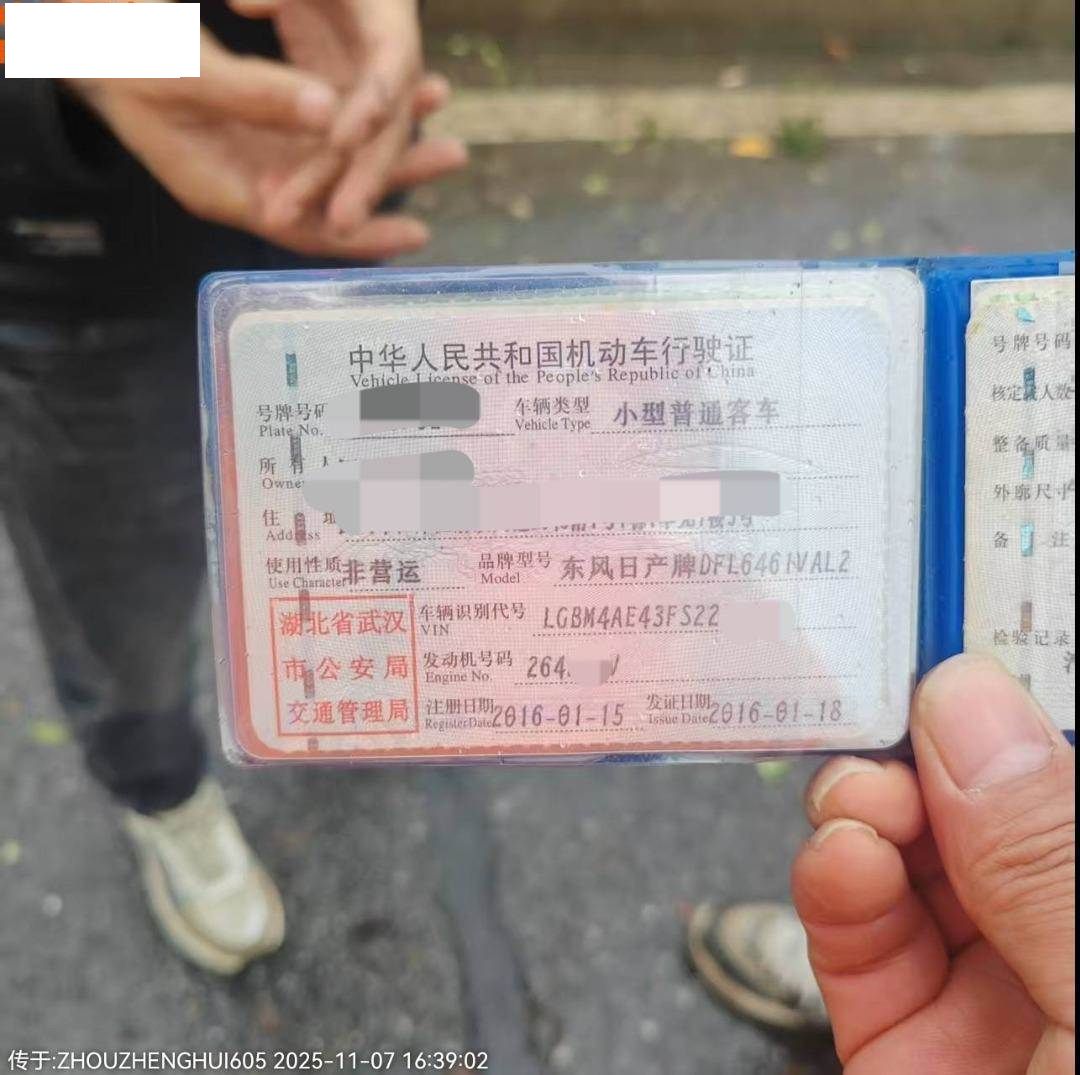 中华人民共和国机动车行驶证
Vehicle License of the People's Republic of China
号牌号码
Plate No.
车辆类型 小型普通客车
Vehicle Type
所有人
Owner
住址
Address
使用性质 非营运
Use Character
品牌型号 东风日产牌DFL6461VAL2
Model
湖北省武汉
市公安局
交通管理局
车辆识别代号 LGBM4AE43FS22
VIN
发动机号码 264
Engine No.
注册日期 2016-01-15
Register Date
发证日期 2016-01-18
Issue Date
号牌号码
核定载人数
整备质量
外廓尺寸
备注
检验记录
传于:ZHOUZHENGHUI605 2025-11-07 16:39:02